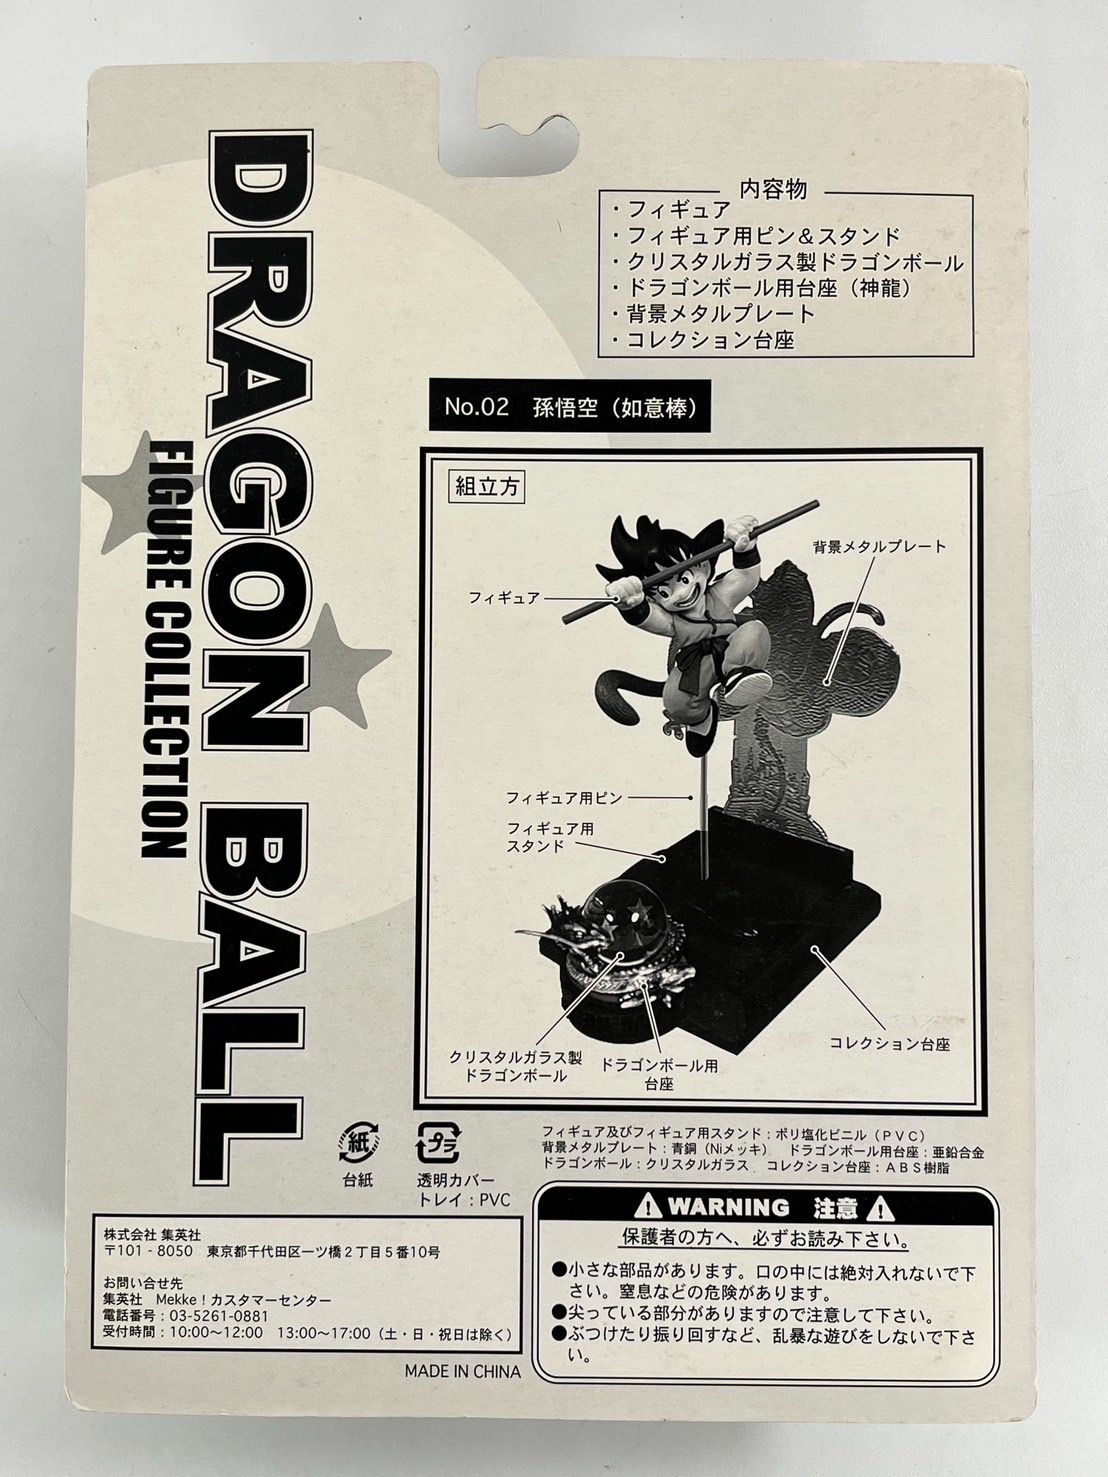 DRAGON BALL
FIGURE COLLECTION
内容物
・フィギュア
・フィギュア用ピン&スタンド
・クリスタルガラス製ドラゴンボール
・ドラゴンボール用台座（神龍）
・背景メタルプレート
・コレクション台座
No.02 孫悟空（如意棒）
組立方
背景メタルプレート
フィギュア
フィギュア用ピン
フィギュア用
スタンド
コレクション台座
クリスタルガラス製
ドラゴンボール
ドラゴンボール用
台座
フィギュア及びフィギュア用スタンド：ポリ塩化ビニル（PVC）
背景メタルプレート：青銅（Niメッキ） ドラゴンボール用台座：亜鉛合金
ドラゴンボール：クリスタルガラス コレクション台座：ABS樹脂
紙
台紙
プラ
透明カバー
トレイ：PVC
株式会社 集英社
〒101-8050 東京都千代田区一ツ橋2丁目5番10号
お問い合せ先
集英社 Mekke！カスタマーセンター
電話番号：03-5261-0881
受付時間：10:00〜12:00 13:00〜17:00（土・日・祝日は除く）
MADE IN CHINA
WARNING 注意
保護者の方へ、必ずお読み下さい。
●小さな部品があります。口の中には絶対入れないで下
さい。窒息などの危険があります。
●尖っている部分がありますので注意して下さい。
●ぶつけたり振り回すなど、乱暴な遊びをしないで下さ
い。